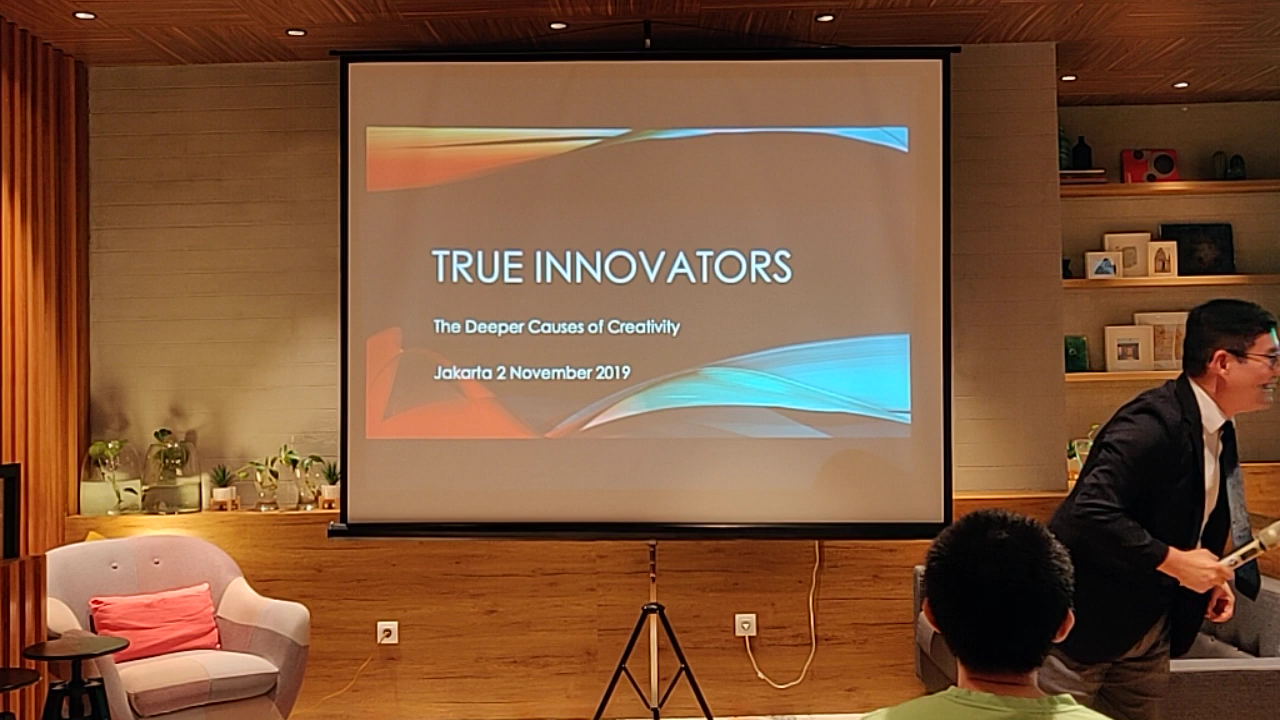 TRUE INNOVATORS
The Deeper Causes of Creativity
Jakarta 2 November 2019